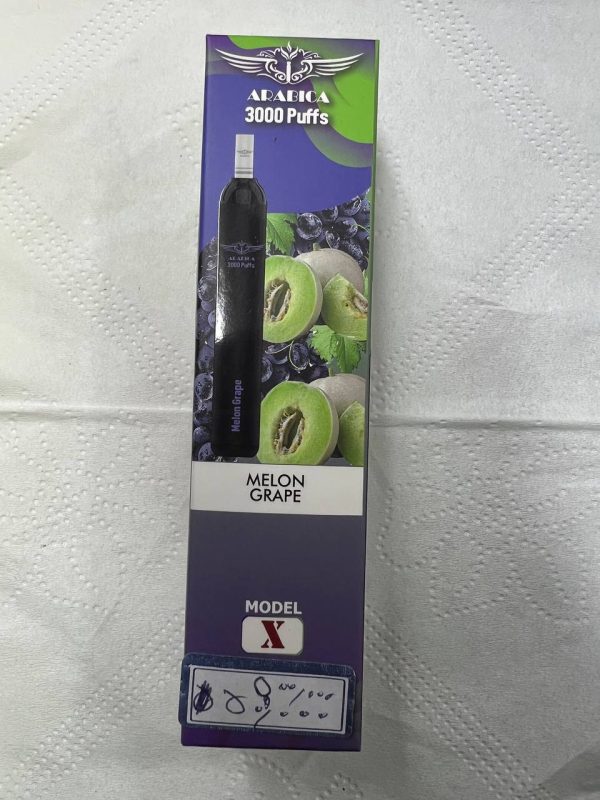 ARABICA
3000 Puffs
ARABICA
3000 Puffs
Melon Grape
MELON
GRAPE
MODEL
X